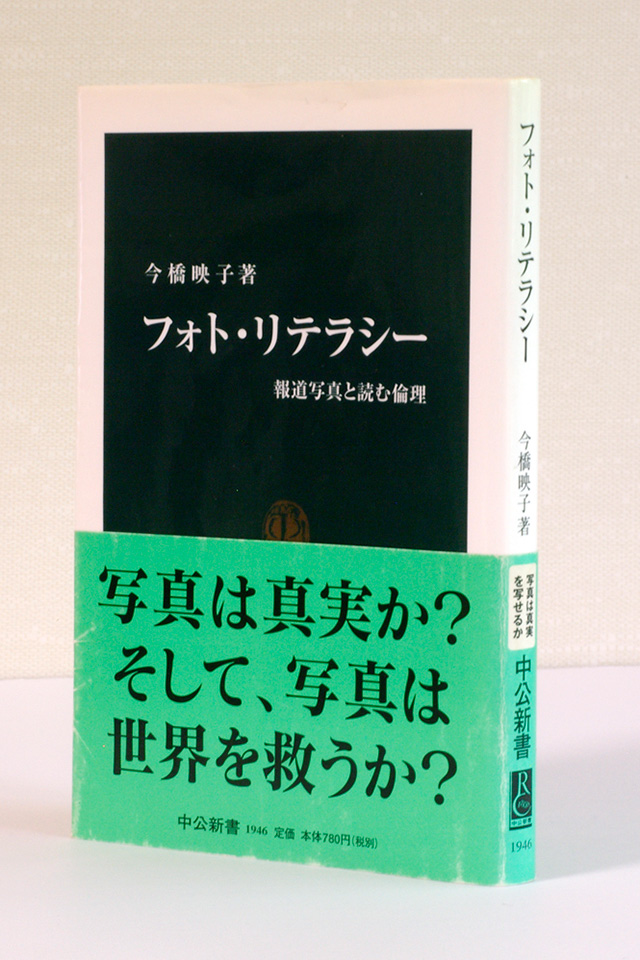 今橋映子著
フォト・リテラシー
報道写真と読む倫理
写真は真実か?
そして、写真は
世界を救うか?
中公新書 1946 定価 本体780円(税別)
フォト・リテラシー
今橋映子著
写真は真実
を写せるか
中公新書
R
C
中公新書
1946